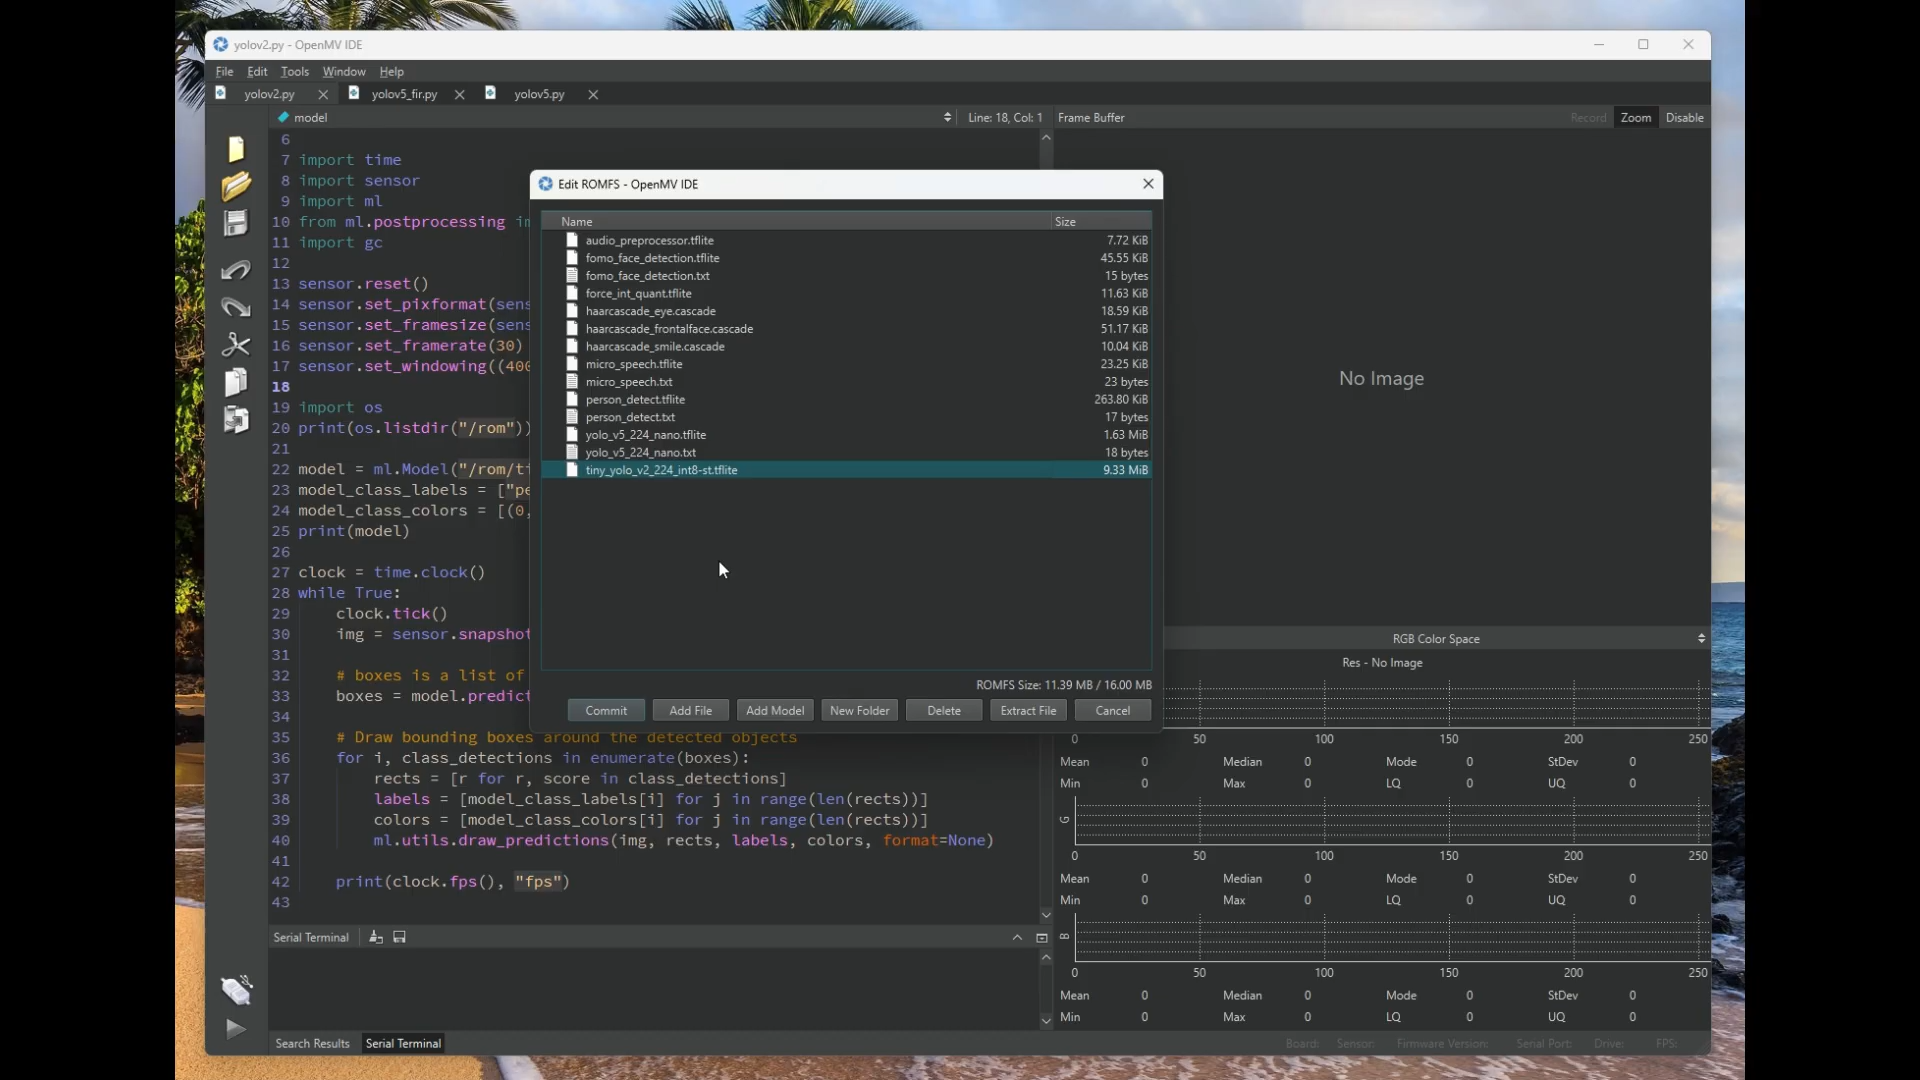 yolov2.py - OpenMV IDE
File Edit Tools Window Help
yolov2.py yolov5_fir.py yolov5.py
model Line: 18, Col: 1 Frame Buffer Record Zoom Disable
6
7 import time
8 import sensor
9 import ml
10 from ml.postprocessing im
11 import gc
12
13 sensor.reset()
14 sensor.set_pixformat(sens
15 sensor.set_framesize(sens
16 sensor.set_framerate(30)
17 sensor.set_windowing((400
18
19 import os
20 print(os.listdir("/rom"))
21
22 model = ml.Model("/rom/ti
23 model_class_labels = ["pe
24 model_class_colors = [(0,
25 print(model)
26
27 clock = time.clock()
28 while True:
29 clock.tick()
30 img = sensor.snapshot
31
32 # boxes is a list of
33 boxes = model.predict
34
35 # Draw bounding boxes around the detected objects
36 for i, class_detections in enumerate(boxes):
37 rects = [r for r, score in class_detections]
38 labels = [model_class_labels[i] for j in range(len(rects))]
39 colors = [model_class_colors[i] for j in range(len(rects))]
40 ml.utils.draw_predictions(img, rects, labels, colors, format=None)
41
42 print(clock.fps(), "fps")
43
Edit ROMFS - OpenMV IDE
Name Size
audio_preprocessor.tflite 7.72 KiB
fomo_face_detection.tflite 45.55 KiB
fomo_face_detection.txt 15 bytes
force_int_quant.tflite 11.63 KiB
haarcascade_eye.cascade 18.59 KiB
haarcascade_frontalface.cascade 51.17 KiB
haarcascade_smile.cascade 10.04 KiB
micro_speech.tflite 23.25 KiB
micro_speech.txt 23 bytes
person_detect.tflite 263.80 KiB
person_detect.txt 17 bytes
yolo_v5_224_nano.tflite 1.63 MiB
yolo_v5_224_nano.txt 18 bytes
tiny_yolo_v2_224_int8-st.tflite 9.33 MiB
ROMFS Size: 11.39 MB / 16.00 MB
Commit Add File Add Model New Folder Delete Extract File Cancel
No Image
RGB Color Space
Res - No Image
0 50 100 150 200 250
Mean 0 Median 0 Mode 0 StDev 0
Min 0 Max 0 LQ 0 UQ 0
G
0 50 100 150 200 250
Mean 0 Median 0 Mode 0 StDev 0
Min 0 Max 0 LQ 0 UQ 0
B
0 50 100 150 200 250
Mean 0 Median 0 Mode 0 StDev 0
Min 0 Max 0 LQ 0 UQ 0
Serial Terminal
Search Results Serial Terminal
Board: Sensor: Firmware Version: Serial Port: Drive: FPS: